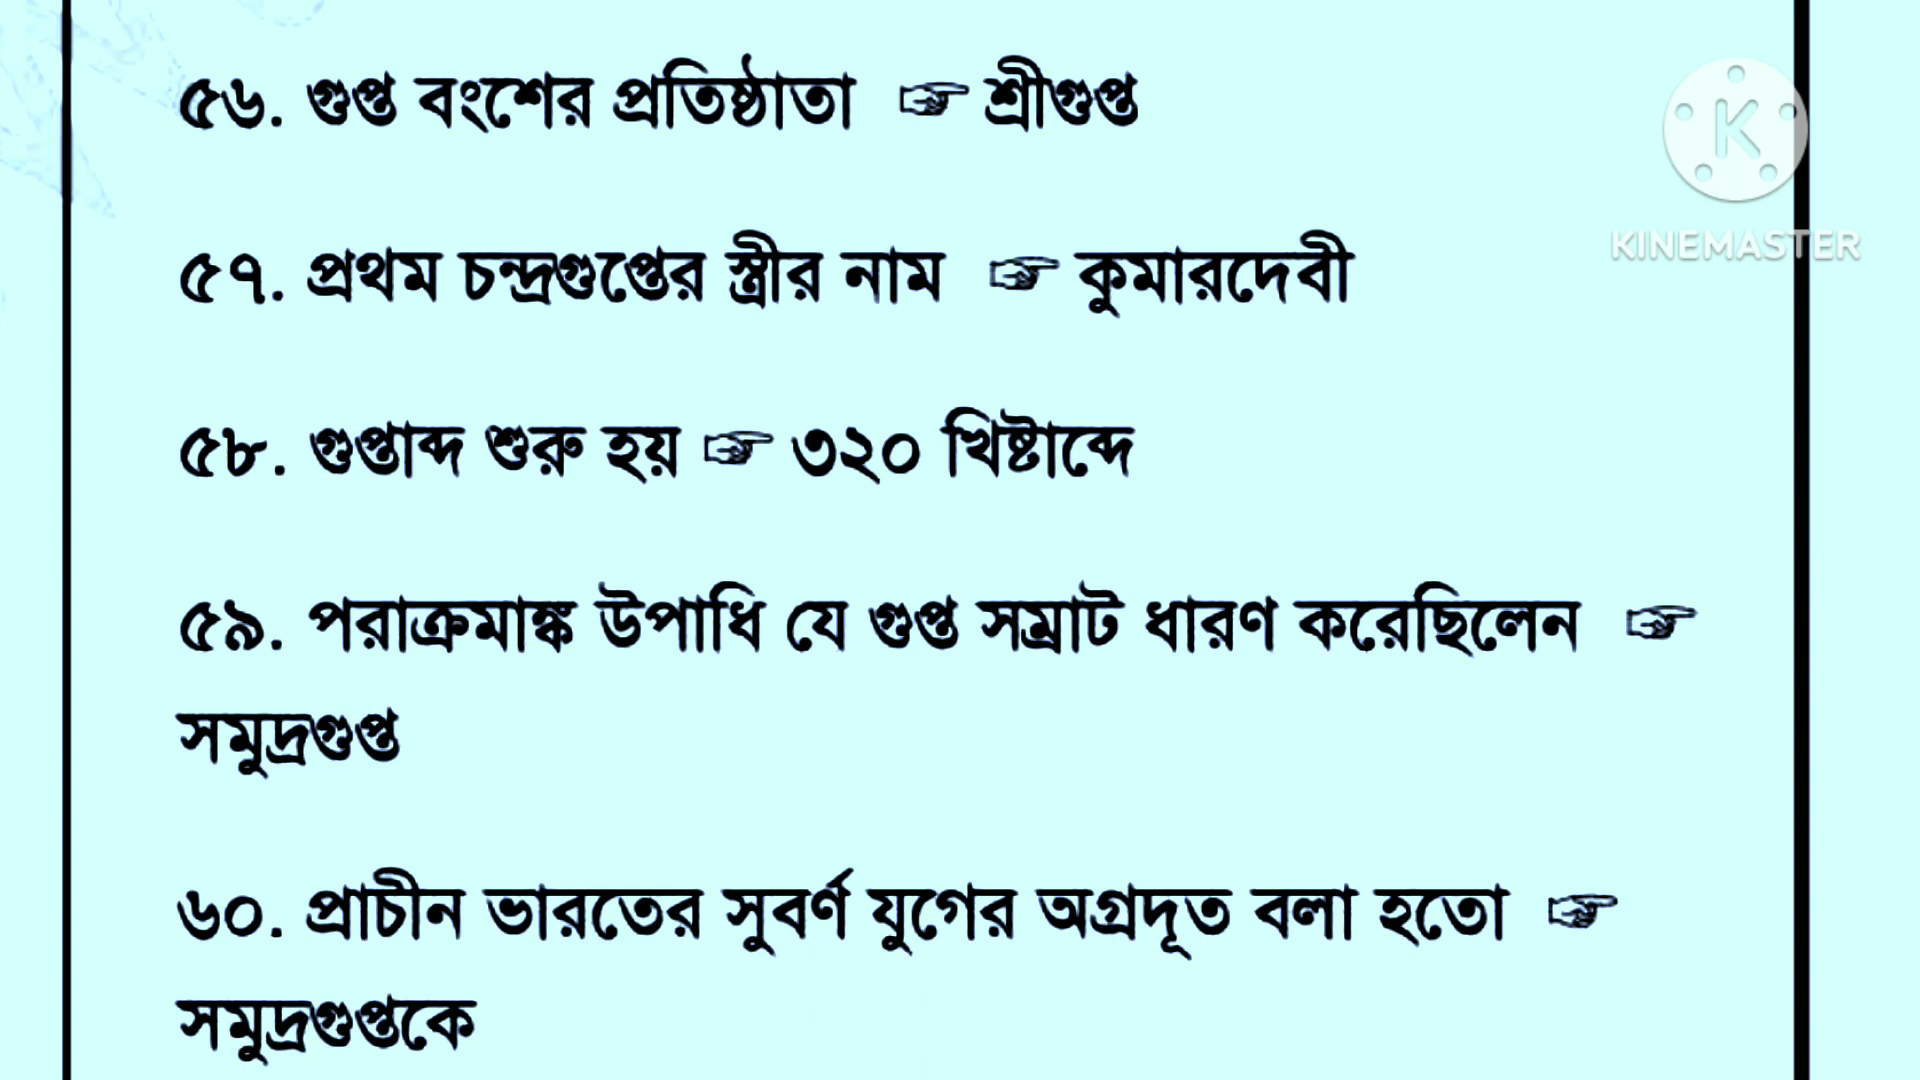 ৫৬. গুপ্ত বংশের প্রতিষ্ঠাতা ☞ শ্রীগুপ্ত
KINEMASTER
৫৭. প্রথম চন্দ্রগুপ্তের স্ত্রীর নাম ☞ কুমারদেবী
৫৮. গুপ্তাব্দ শুরু হয় ☞ ৩২০ খিষ্টাব্দে
৫৯. পরাক্রমাঙ্ক উপাধি যে গুপ্ত সম্রাট ধারণ করেছিলেন ☞
সমুদ্রগুপ্ত
৬০. প্রাচীন ভারতের সুবর্ণ যুগের অগ্রদূত বলা হতো ☞
সমুদ্রগুপ্তকে